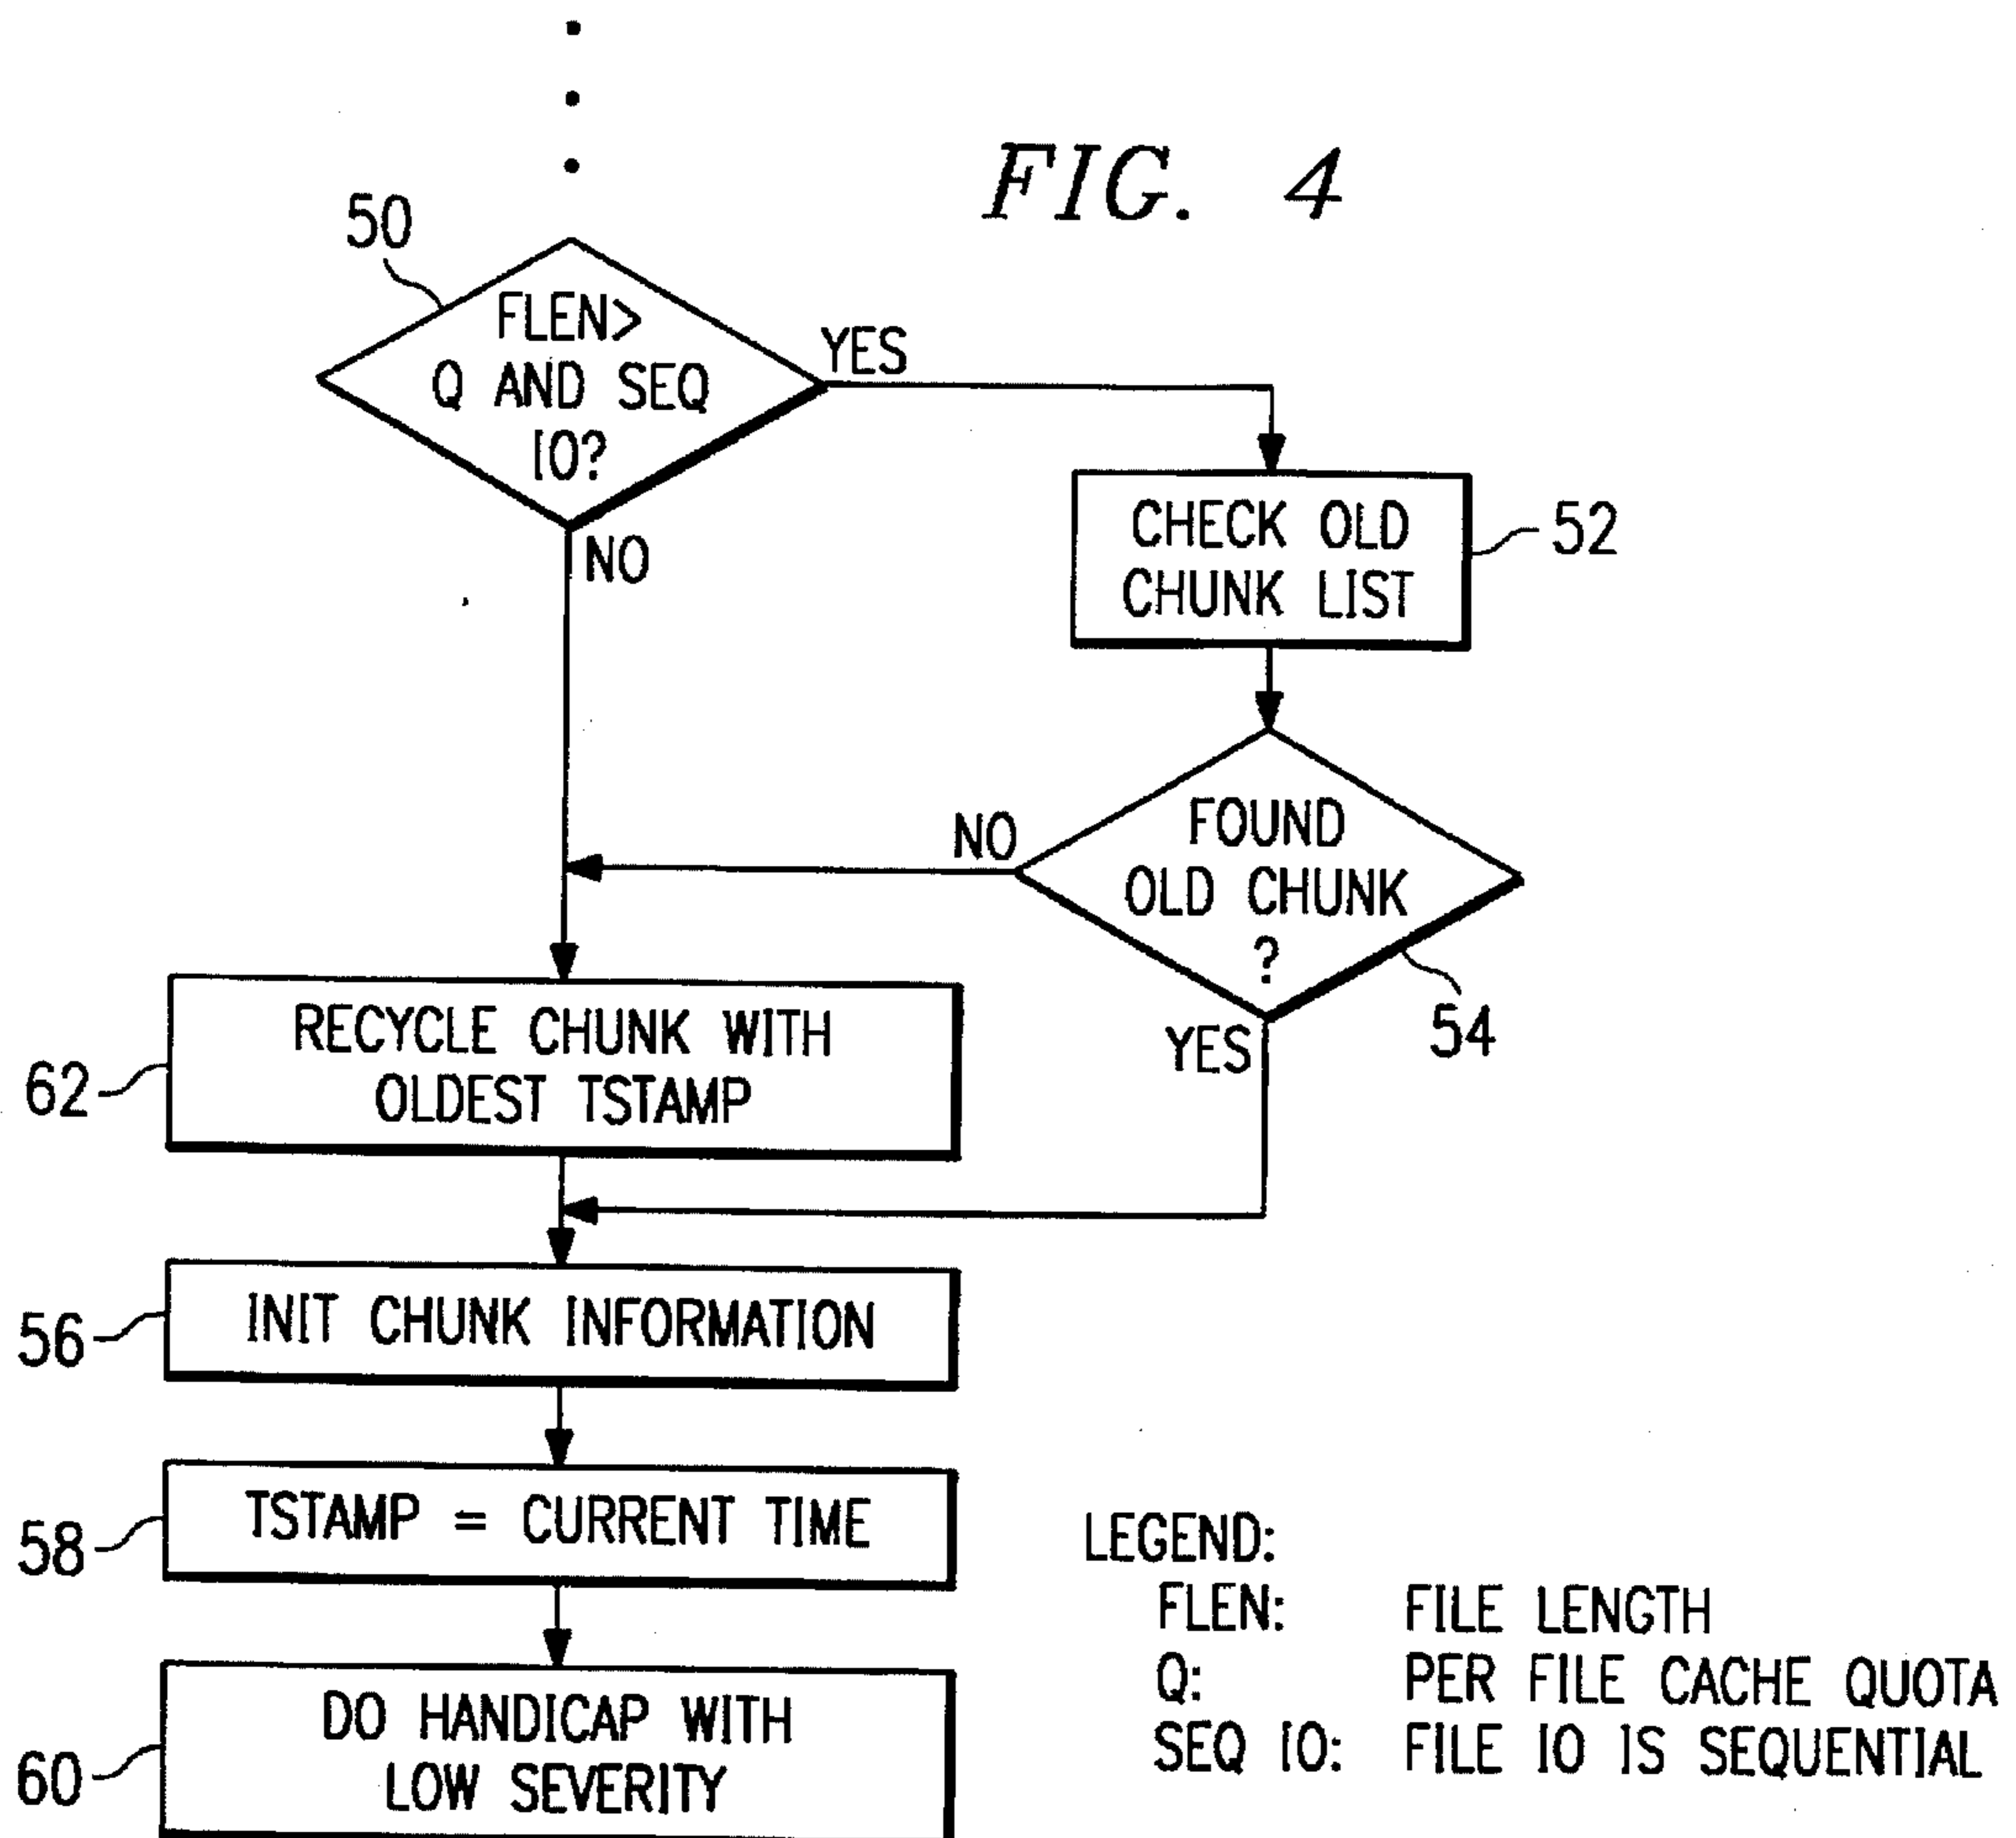 FIG. 4
50
FLEN>
Q AND SEQ
IO?
YES
NO
CHECK OLD
CHUNK LIST
52
FOUND
OLD CHUNK
?
NO
YES
54
RECYCLE CHUNK WITH
OLDEST TSTAMP
62
INIT CHUNK INFORMATION
56
TSTAMP = CURRENT TIME
58
DO HANDICAP WITH
LOW SEVERITY
60
LEGEND:
FLEN: FILE LENGTH
Q: PER FILE CACHE QUOTA
SEQ IO: FILE IO IS SEQUENTIAL